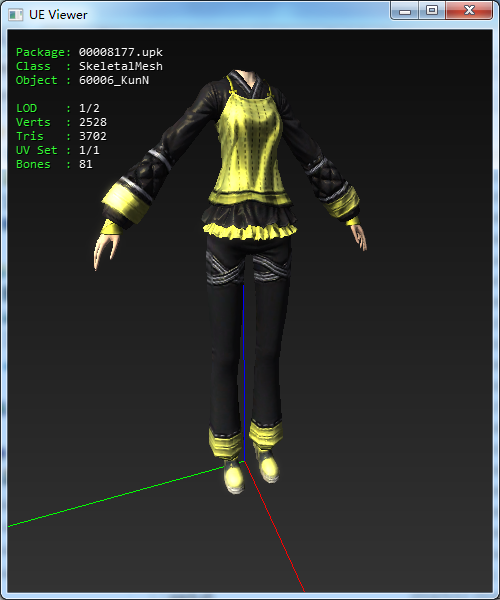 UE Viewer
Package: 00008177.upk
Class : SkeletalMesh
Object : 60006_KunN
LOD : 1/2
Verts : 2528
Tris : 3702
UV Set : 1/1
Bones : 81